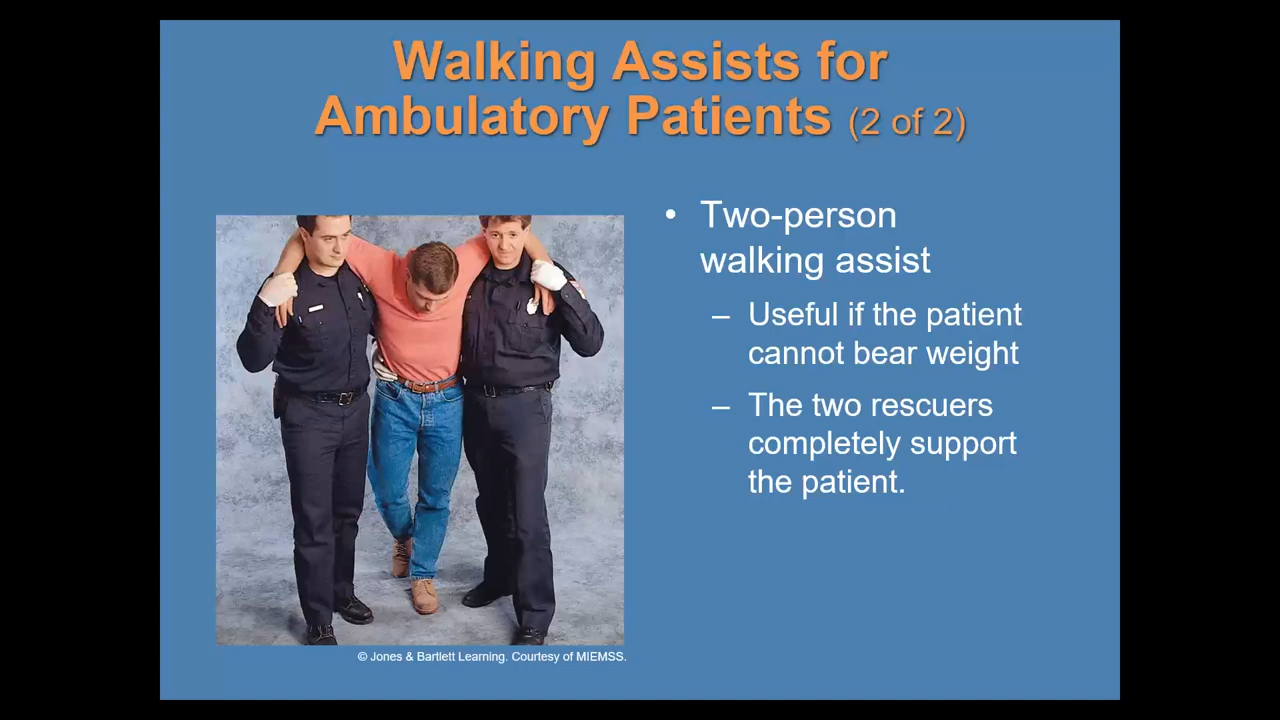 Walking Assists for
Ambulatory Patients (2 of 2)
• Two-person
walking assist
– Useful if the patient
cannot bear weight
– The two rescuers
completely support
the patient.
© Jones & Bartlett Learning. Courtesy of MIEMSS.